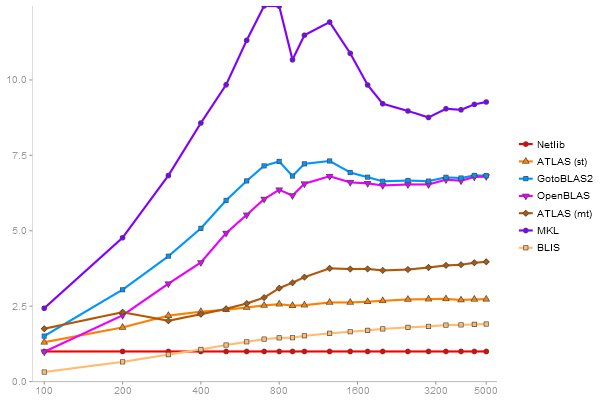 10.0
7.5
5.0
2.5
0.0
100
200
400
800
1600
3200
5000
Netlib
ATLAS (st)
GotoBLAS2
OpenBLAS
ATLAS (mt)
MKL
BLIS